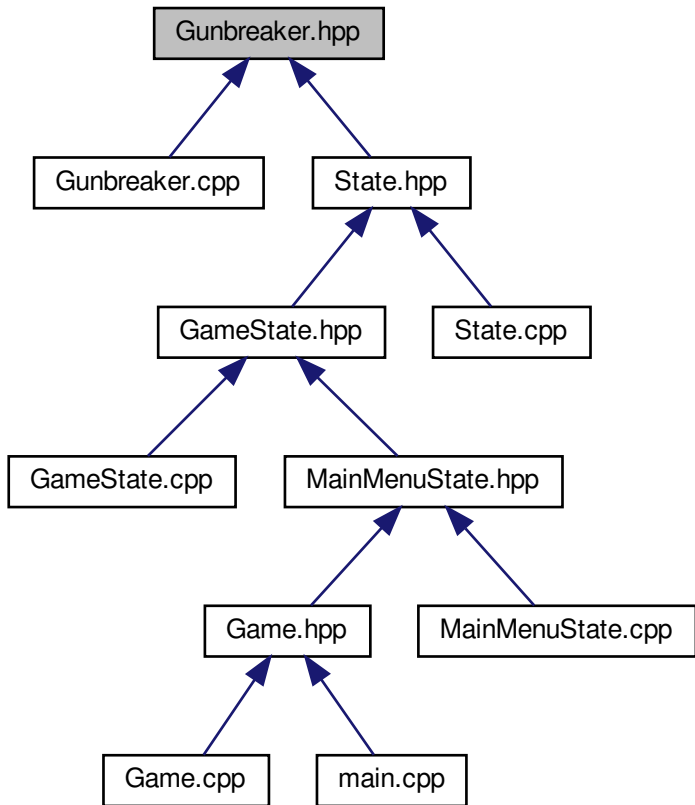 Gunbreaker.hpp
Gunbreaker.cpp
State.hpp
GameState.hpp
State.cpp
GameState.cpp
MainMenuState.hpp
Game.hpp
MainMenuState.cpp
Game.cpp
main.cpp